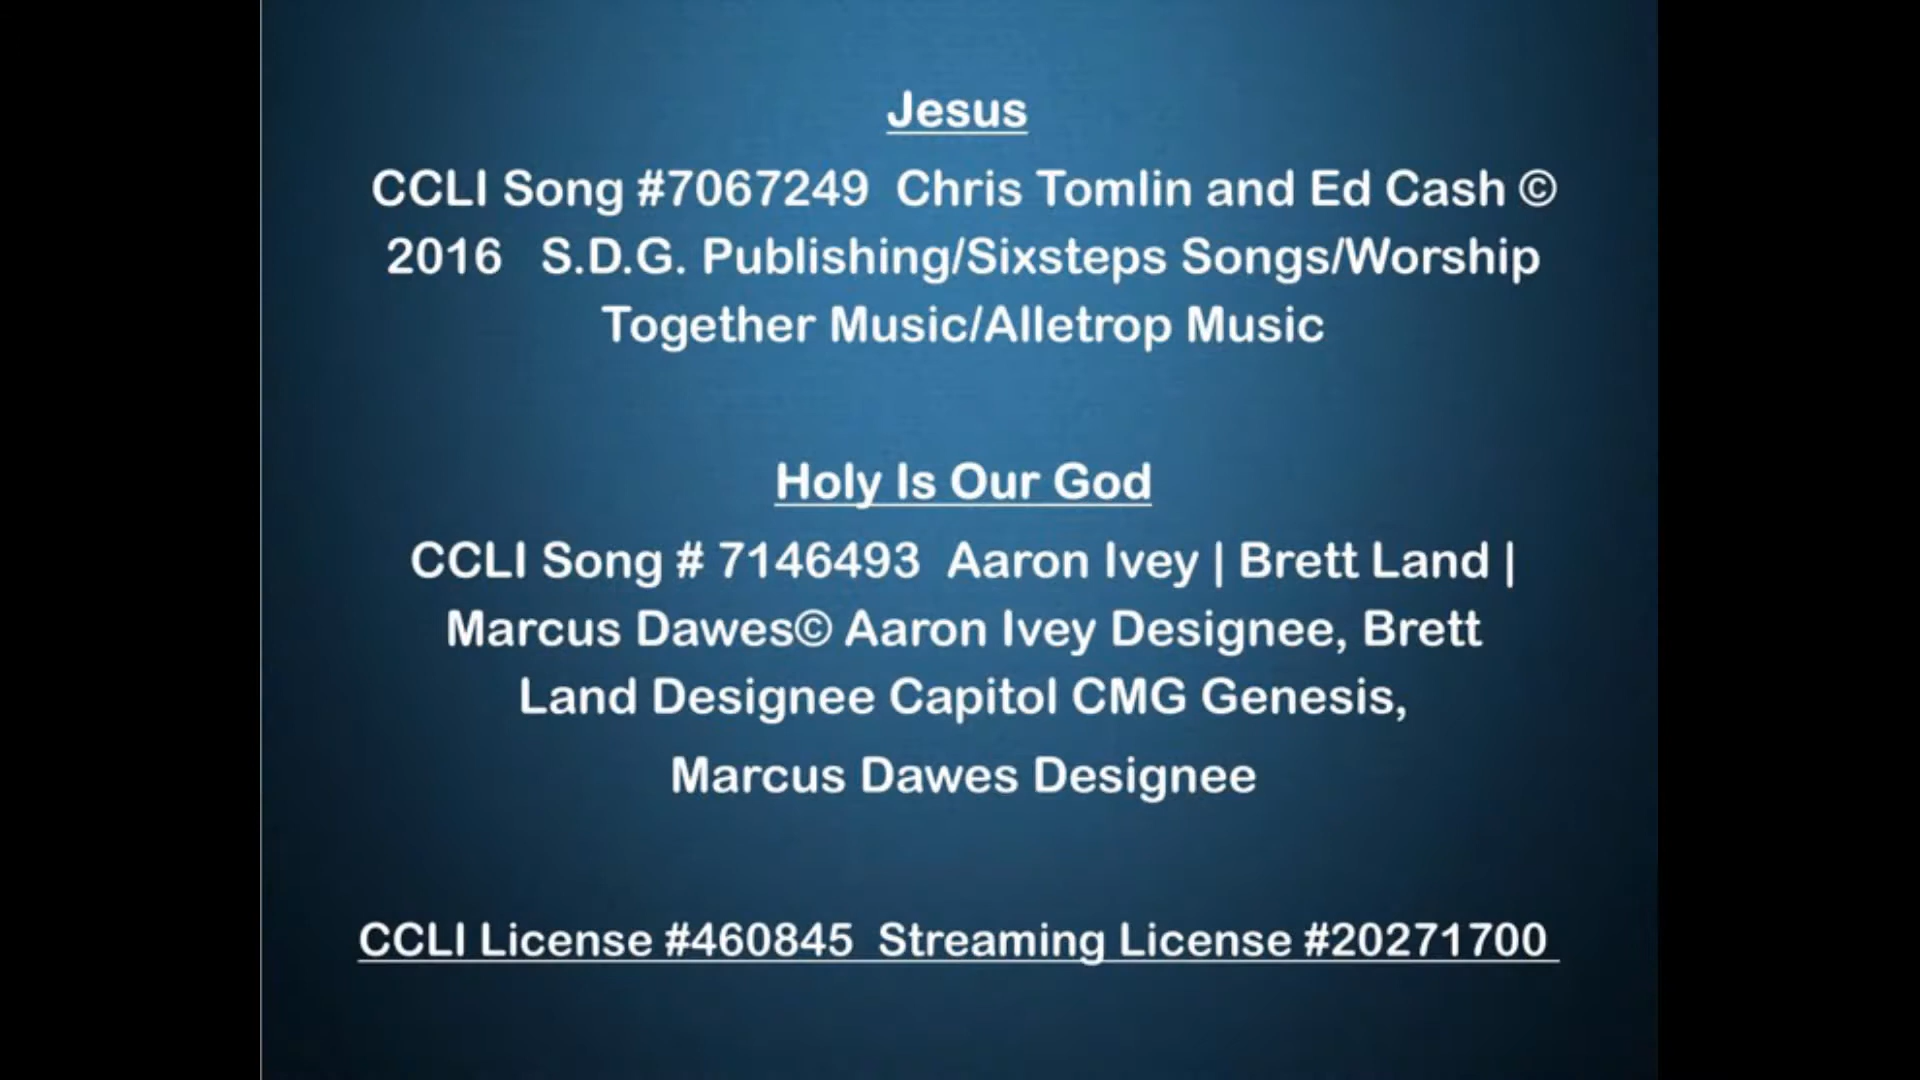 Jesus
CCLI Song #7067249  Chris Tomlin and Ed Cash ©
2016   S.D.G. Publishing/Sixsteps Songs/Worship
Together Music/Alletrop Music
Holy Is Our God
CCLI Song # 7146493  Aaron Ivey | Brett Land |
Marcus Dawes© Aaron Ivey Designee, Brett
Land Designee Capitol CMG Genesis,
Marcus Dawes Designee
CCLI License #460845  Streaming License #20271700